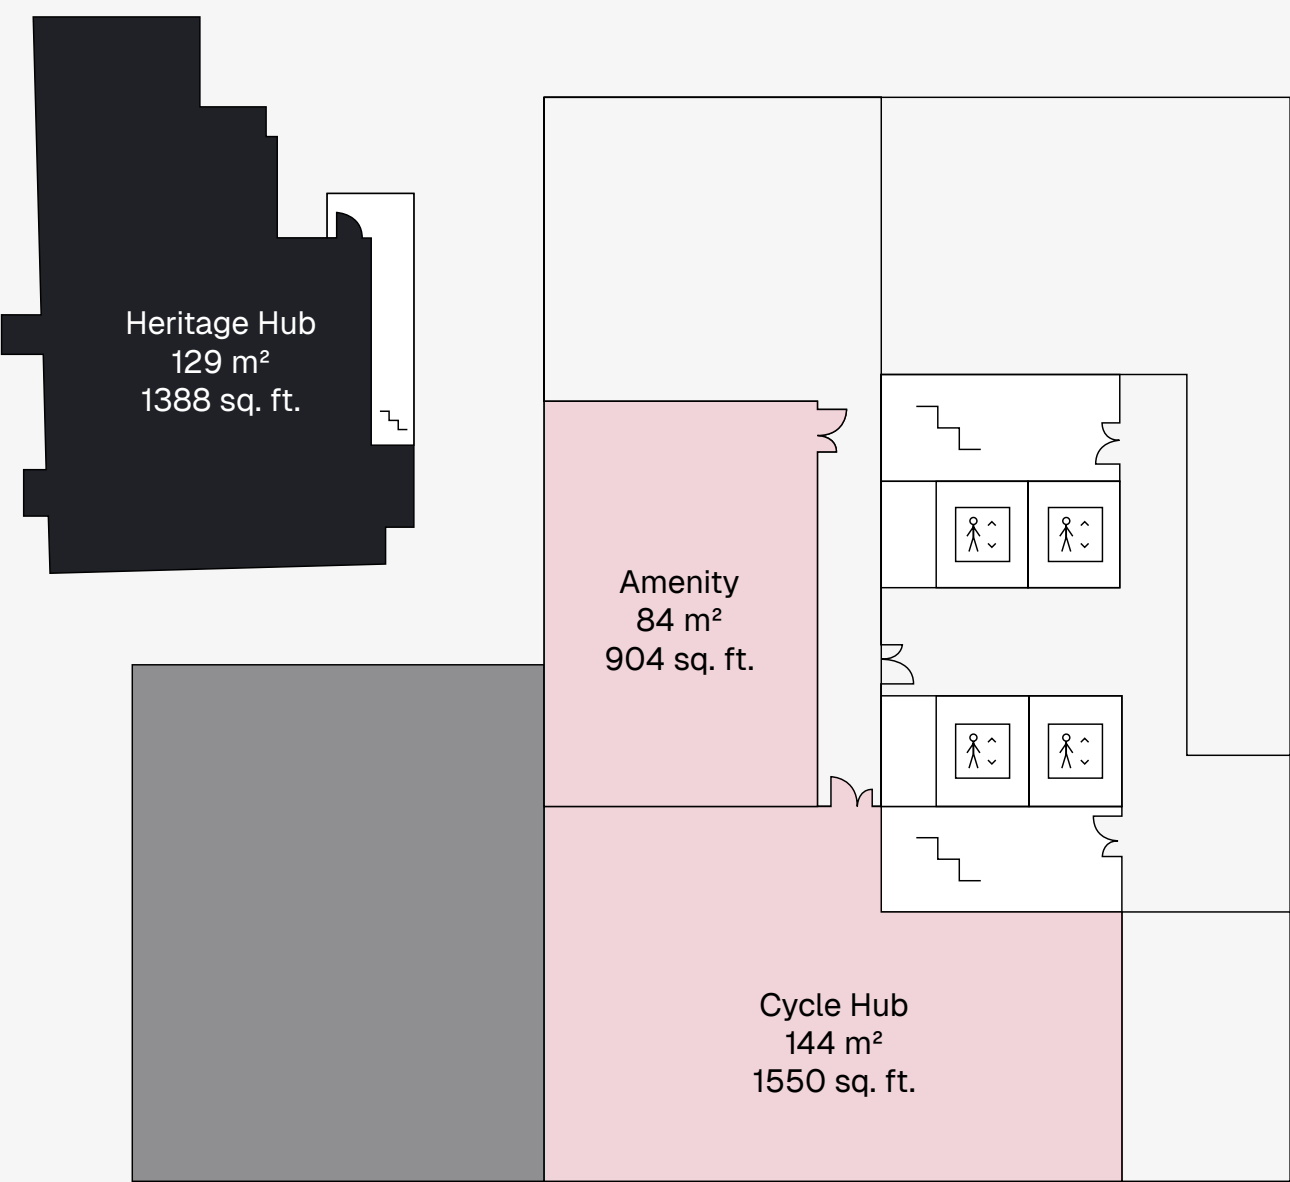 Heritage Hub
129 m²
1388 sq. ft.
Amenity
84 m²
904 sq. ft.
Cycle Hub
144 m²
1550 sq. ft.